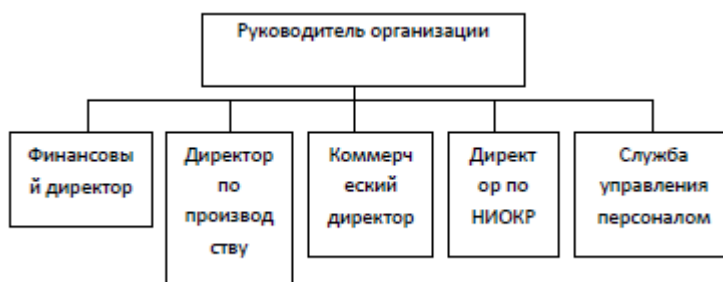 Руководитель организации
Финансовы
й директор
Директор
по
производ
ству
Коммерч
еский
директор
Директ
ор по
НИОКР
Служба
управления
персоналом